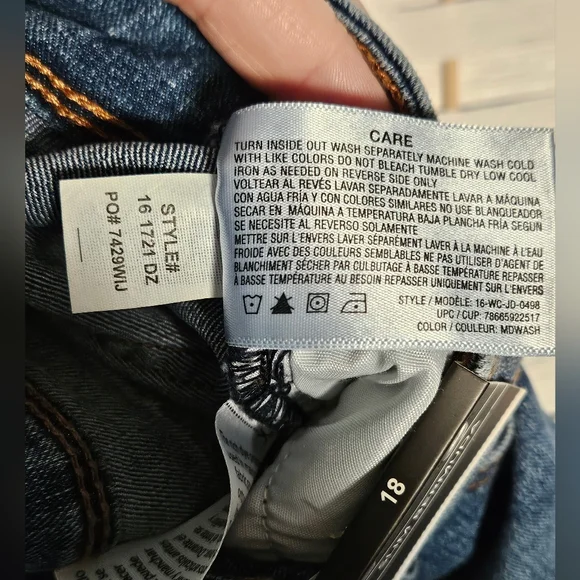 CARE
TURN INSIDE OUT WASH SEPARATELY MACHINE WASH COLD
WITH LIKE COLORS DO NOT BLEACH TUMBLE DRY LOW COOL
IRON AS NEEDED ON REVERSE SIDE ONLY
VOLTEAR AL REVÉS LAVAR SEPARADAMENTE LAVAR A MÁQUINA
CON AGUA FRÍA Y CON COLORES SIMILARES NO USE BLANQUEADOR
SECAR EN MÁQUINA A TEMPERATURA BAJA PLANCHA FRÍA SEGUN
SE NECESITE AL REVERSO SOLAMENTE
METTRE SUR L'ENVERS LAVER SÉPARÉMENT LAVER À LA MACHINE À L'EAU
FROIDE AVEC DES COULEURS SEMBLABLES NE PAS UTILISER D'AGENT DE
BLANCHIMENT SÉCHER PAR CULBUTAGE À BASSE TEMPÉRATURE REPASSER
À BASSE TEMPÉRATURE AU BESOIN REPASSER UNIQUEMENT SUR L'ENVERS
STYLE / MODÈLE: 16-WC-JD-0498
UPC / CUP: 78665922517
COLOR / COULEUR: MDWASH
STYLE#
16 1721 DZ
PO# 7429WIJ
18